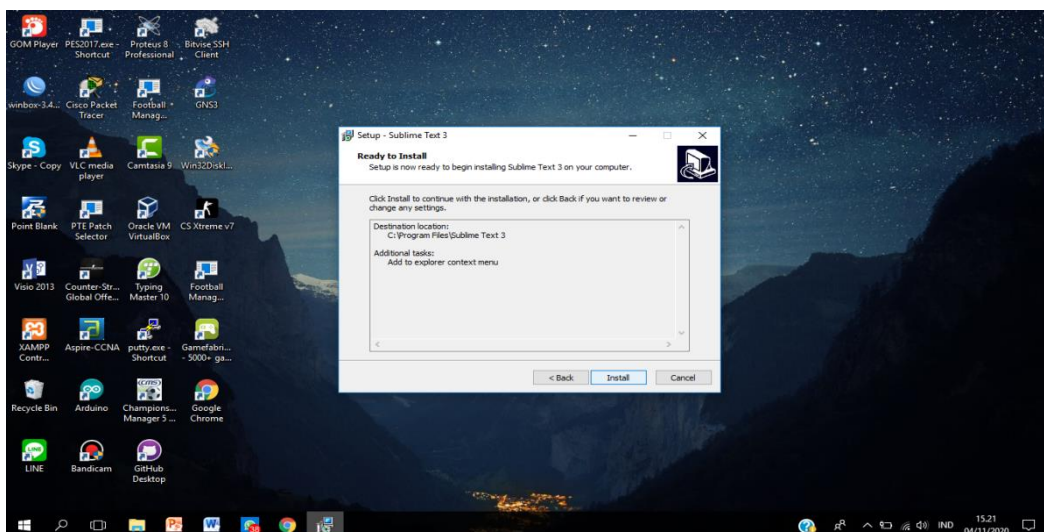 GOM Player
PES2017.exe -
Shortcut
Proteus 8
Professional
Bitvise SSH
Client
winbox-3.4...
Cisco Packet
Tracer
Football
Manag...
GNS3
Skype - Copy
VLC media
player
Camtasia 9
Win32Diskl...
Point Blank
PTE Patch
Selector
Oracle VM
VirtualBox
CS Xtreme v7
Visio 2013
Counter-Str...
Global Offe...
Typing
Master 10
Football
Manag...
XAMPP
Contr...
Aspire-CCNA
putty.exe -
Shortcut
Gamefabri...
- 5000+ ga...
Recycle Bin
Arduino
Champions...
Manager 5 ...
Google
Chrome
LINE
Bandicam
GitHub
Desktop
Setup - Sublime Text 3
Ready to Install
Setup is now ready to begin installing Sublime Text 3 on your computer.
Click Install to continue with the installation, or click Back if you want to review or
change any settings.
Destination location:
C:\Program Files\Sublime Text 3
Additional tasks:
Add to explorer context menu
< Back
Install
Cancel
IND
15.21
04/11/2020